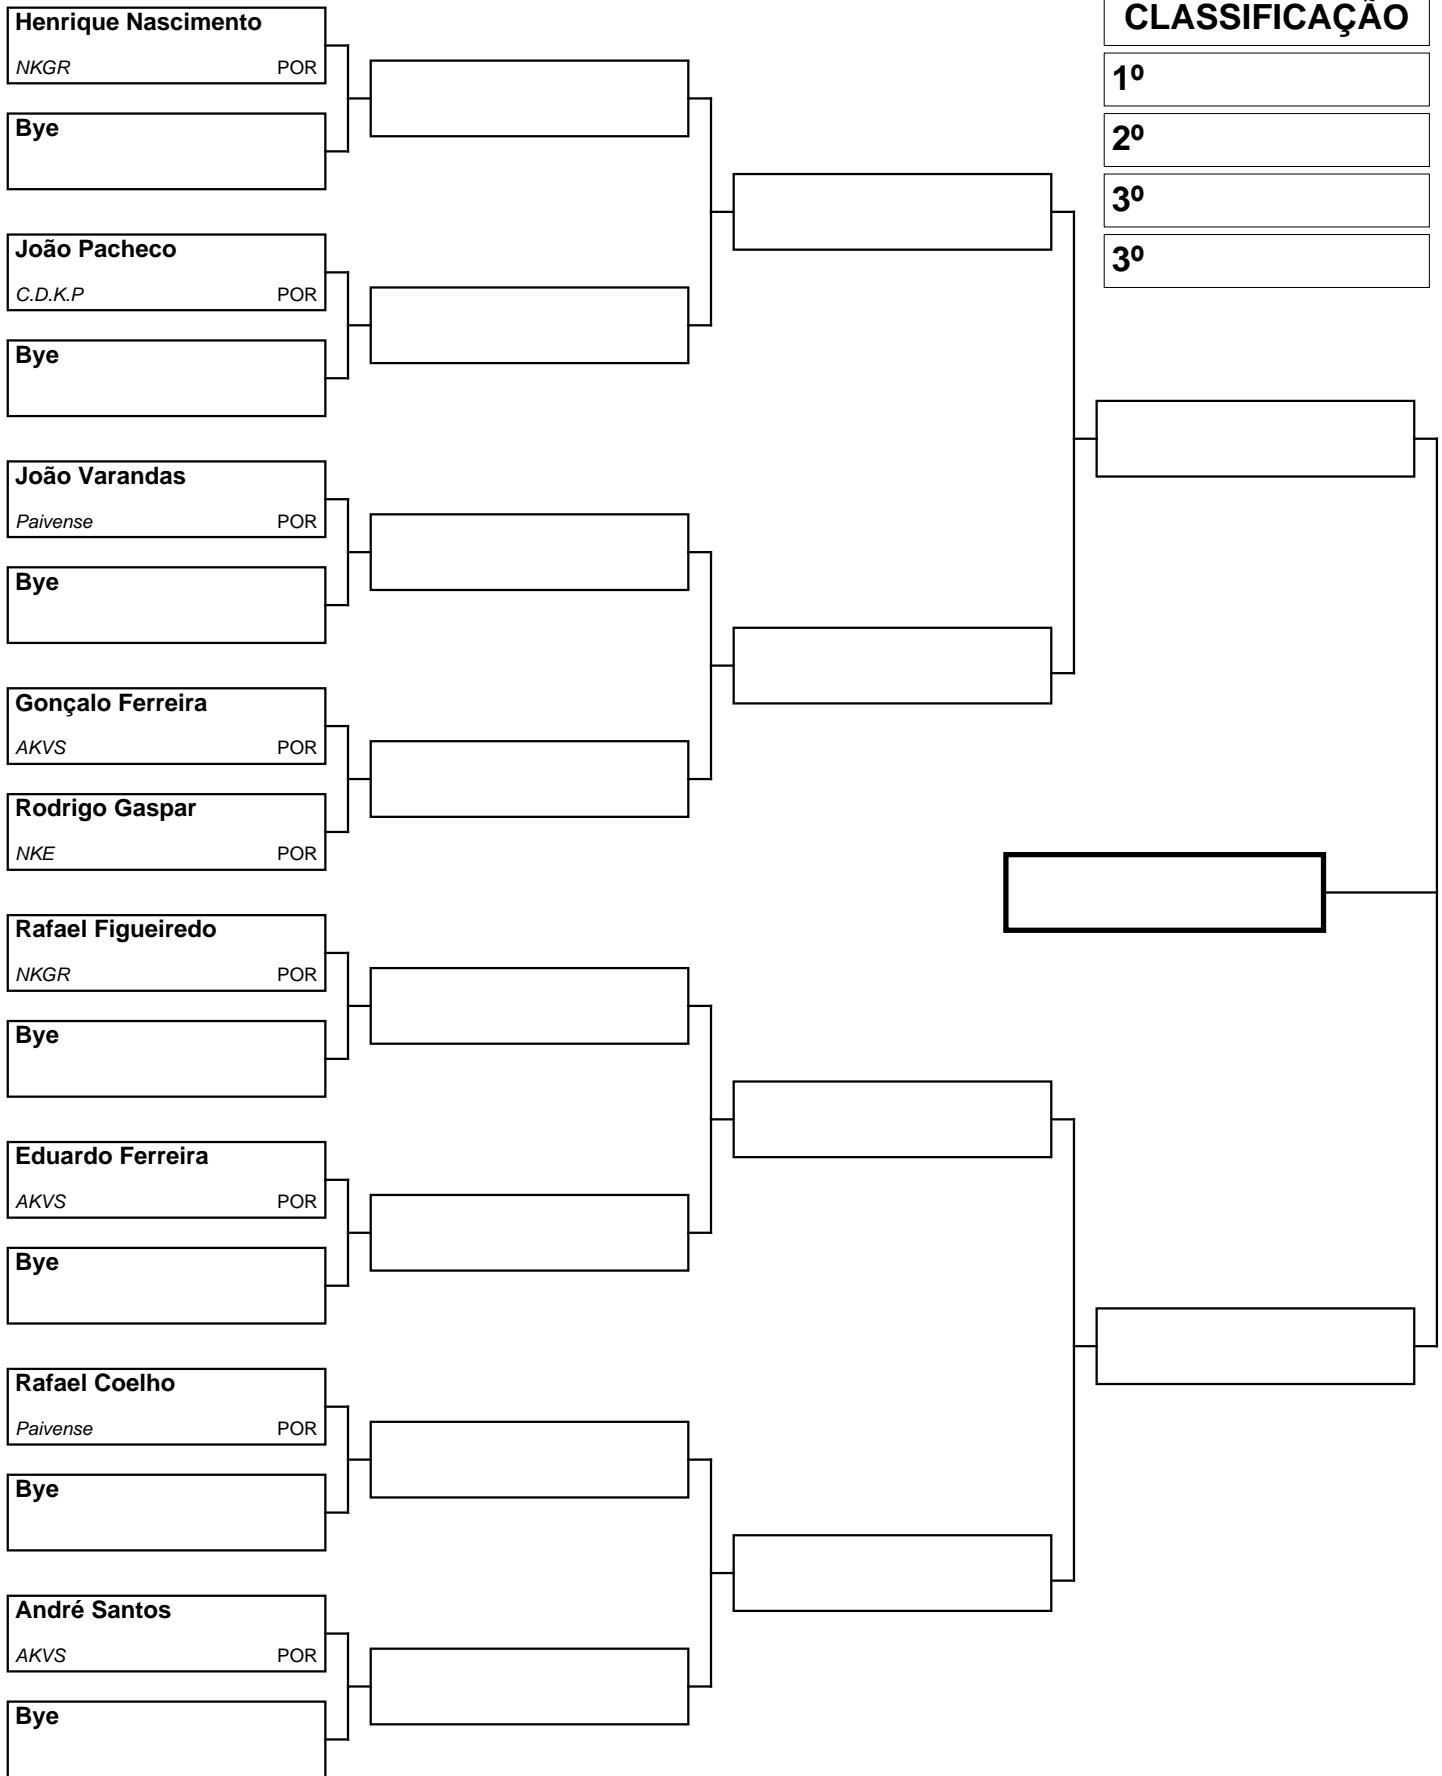 Henrique Nascimento
NKGR POR
Bye
João Pacheco
C.D.K.P POR
Bye
João Varandas
Paivense POR
Bye
Gonçalo Ferreira
AKVS POR
Rodrigo Gaspar
NKE POR
Rafael Figueiredo
NKGR POR
Bye
Eduardo Ferreira
AKVS POR
Bye
Rafael Coelho
Paivense POR
Bye
André Santos
AKVS POR
Bye
CLASSIFICAÇÃO
1º
2º
3º
3º